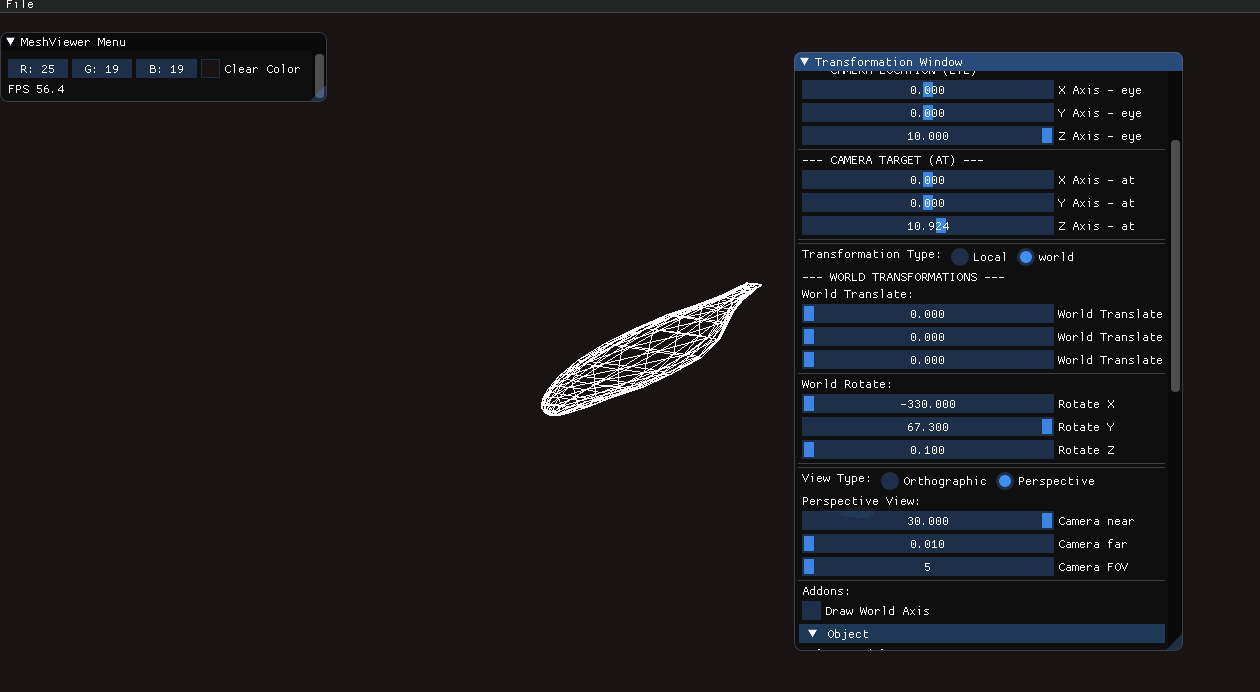 File
MeshViewer Menu
R: 25 G: 19 B: 19 Clear Color
FPS 56.4
Transformation Window
CAMERA LOCATION (EYE)
0.000 X Axis - eye
0.000 Y Axis - eye
10.000 Z Axis - eye
--- CAMERA TARGET (AT) ---
0.000 X Axis - at
0.000 Y Axis - at
10.924 Z Axis - at
Transformation Type: Local world
--- WORLD TRANSFORMATIONS ---
World Translate:
0.000 World Translate
0.000 World Translate
0.000 World Translate
World Rotate:
-330.000 Rotate X
67.300 Rotate Y
0.100 Rotate Z
View Type: Orthographic Perspective
Perspective View:
30.000 Camera near
0.010 Camera far
5 Camera FOV
Addons:
Draw World Axis
Object